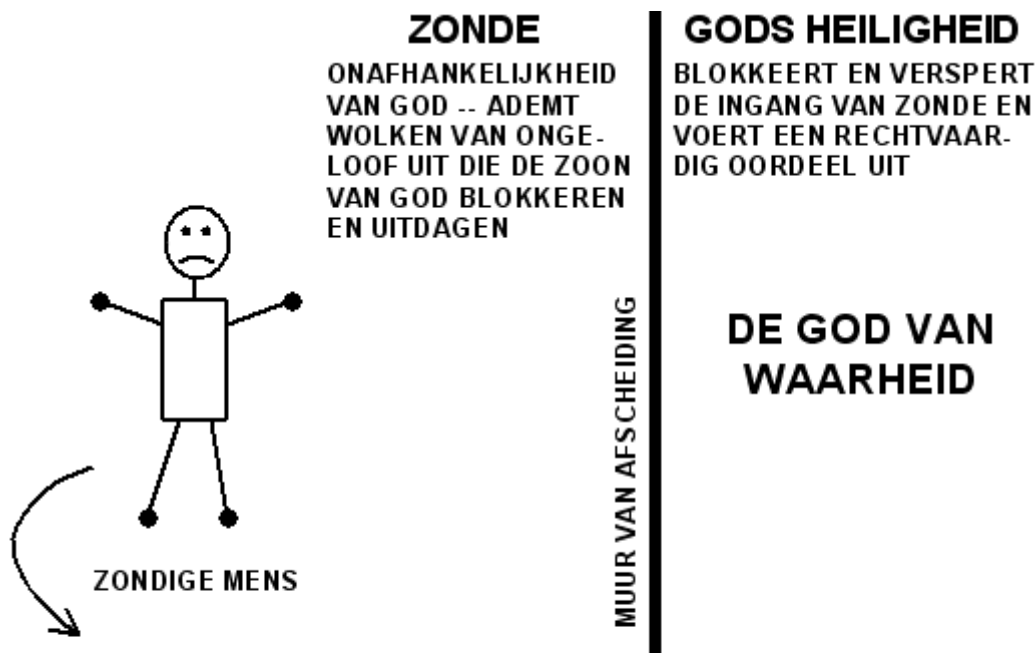 ZONDE
ONAFHANKELIJKHEID
VAN GOD -- ADEMT
WOLKEN VAN ONGE-
LOOF UIT DIE DE ZOON
VAN GOD BLOKKEREN
EN UITDAGEN
ZONDIGE MENS
MUUR VAN AFSCHEIDING
GODS HEILIGHEID
BLOKKEERT EN VERSPERT
DE INGANG VAN ZONDE EN
VOERT EEN RECHTVAAR-
DIG OORDEEL UIT
DE GOD VAN
WAARHEID